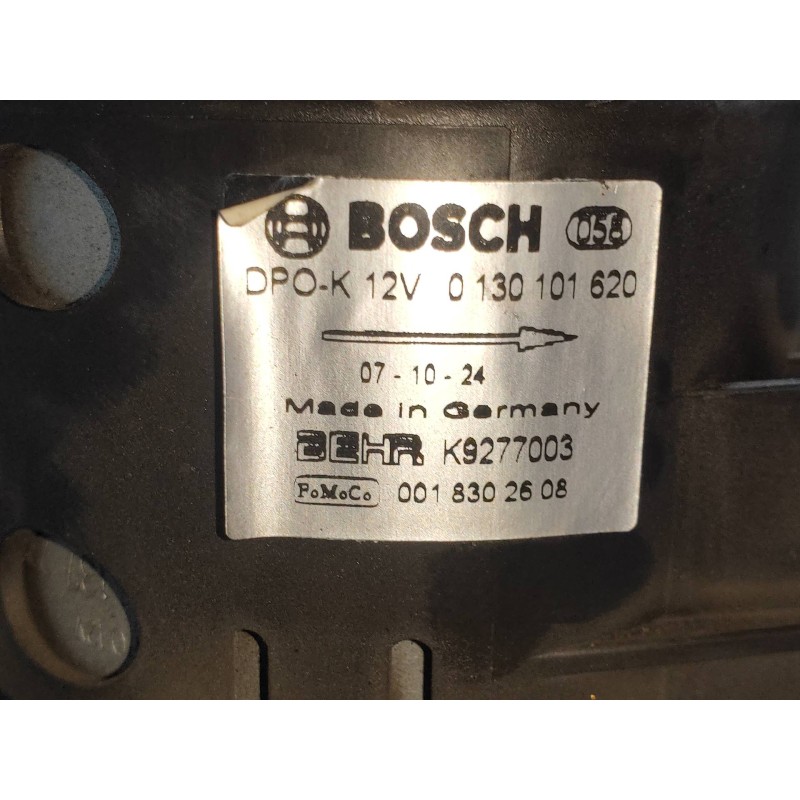 BOSCH 058
DPO-K 12V 0 130 101 620
07 - 10 - 24
Made in Germany
BEHR K9277003
FoMoCo 001 830 26 08